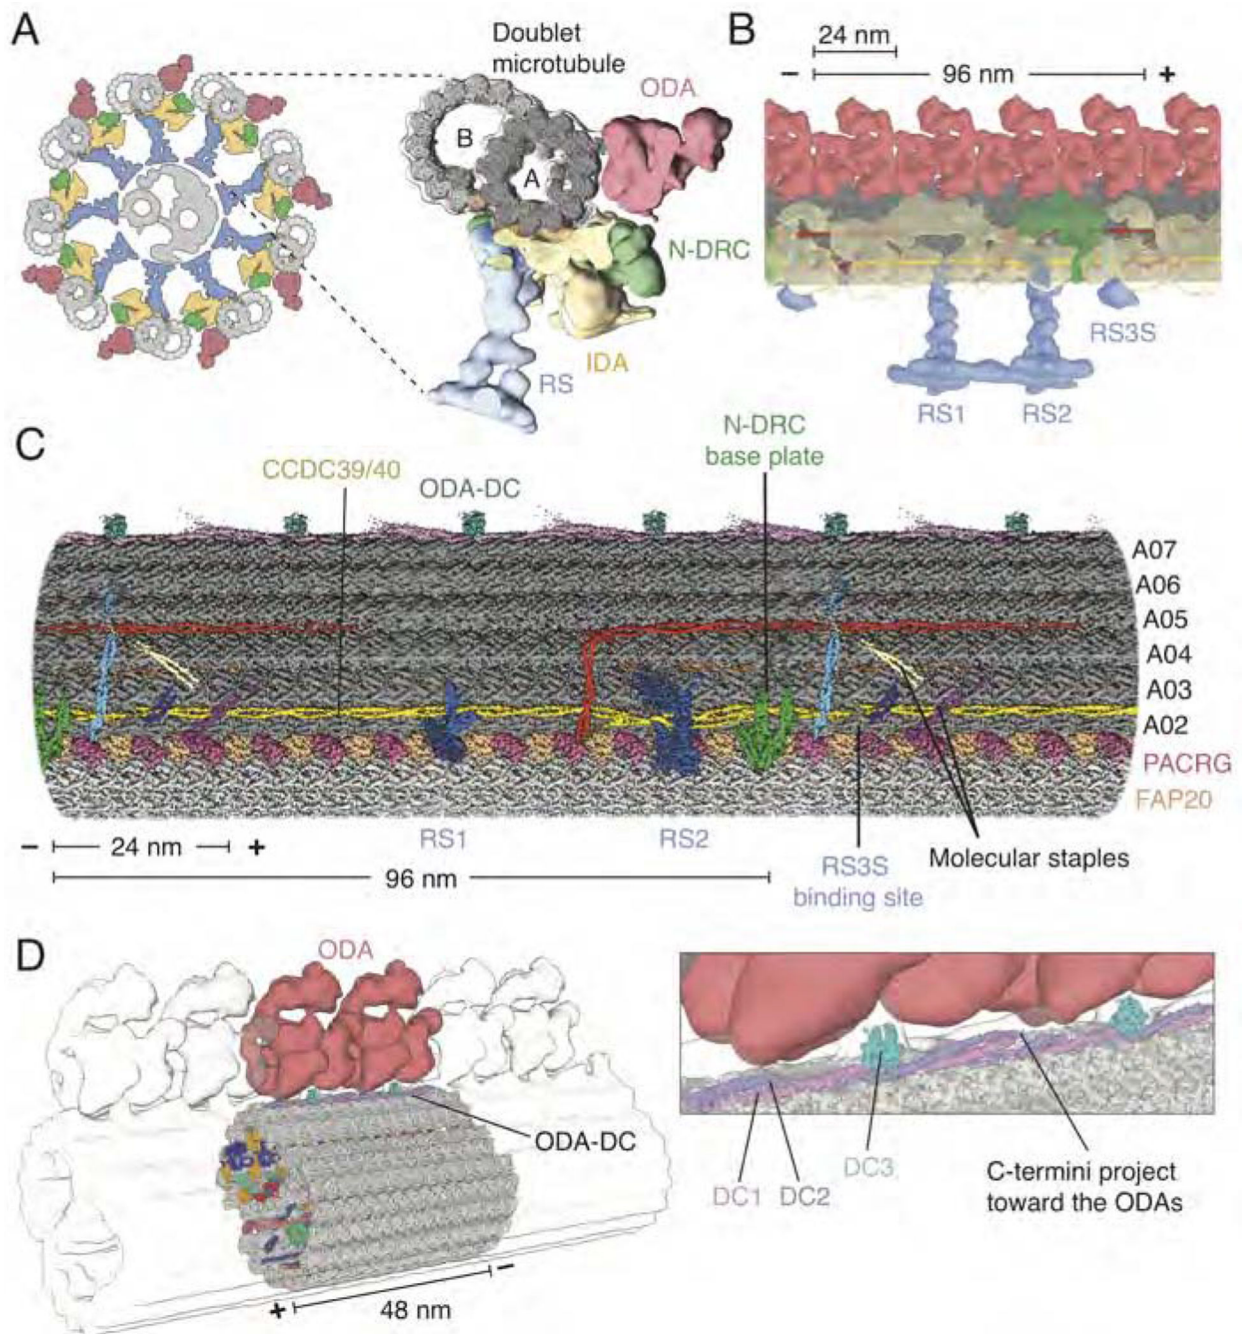 A
Doublet
microtubule
ODA
B
A
N-DRC
IDA
RS
B
24 nm
− 96 nm +
RS3S
RS1 RS2
C
CCDC39/40
ODA-DC
N-DRC
base plate
A07
A06
A05
A04
A03
A02
PACRG
FAP20
− 24 nm +
96 nm
RS1
RS2
RS3S
binding site
Molecular staples
D
ODA
ODA-DC
+ 48 nm −
DC1 DC2
DC3
C-termini project
toward the ODAs